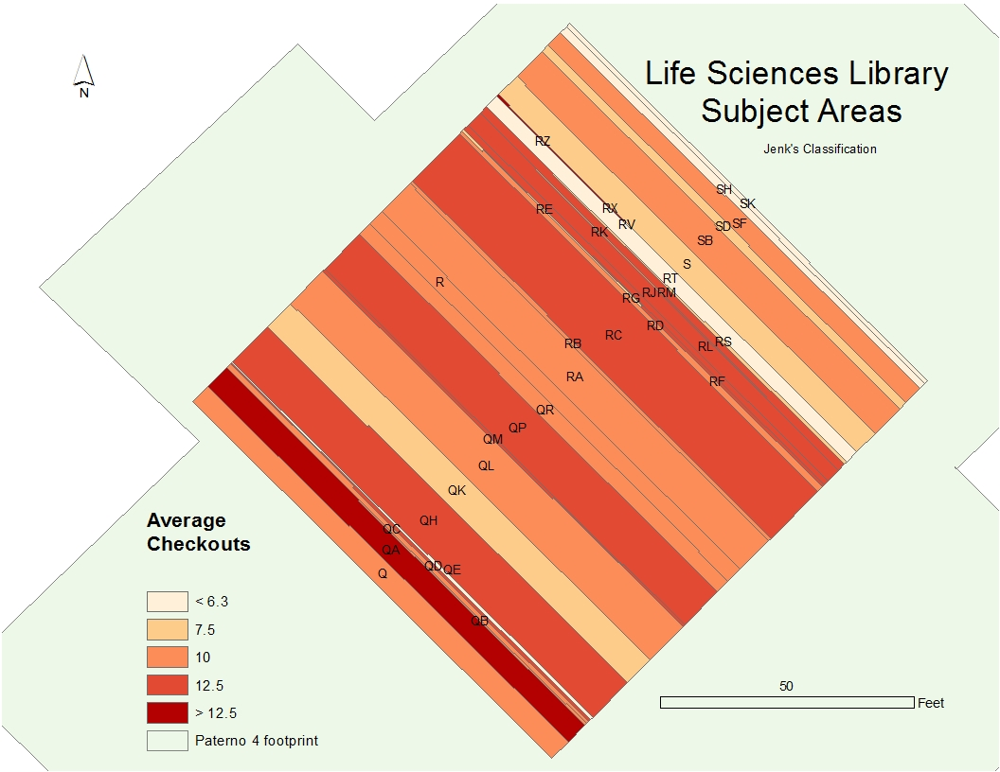 Life Sciences Library
Subject Areas
Jenk's Classification
N
RZ
SH
SK
RE
RX
RV
SD
SF
RK
SB
S
R
RT
RG
RJ
RM
RD
RC
RB
RL
RS
RA
RF
QR
QP
QM
QL
QK
QH
QC
QA
Q
QD
QE
QB
Average
Checkouts
< 6.3
7.5
10
12.5
> 12.5
Paterno 4 footprint
50
Feet